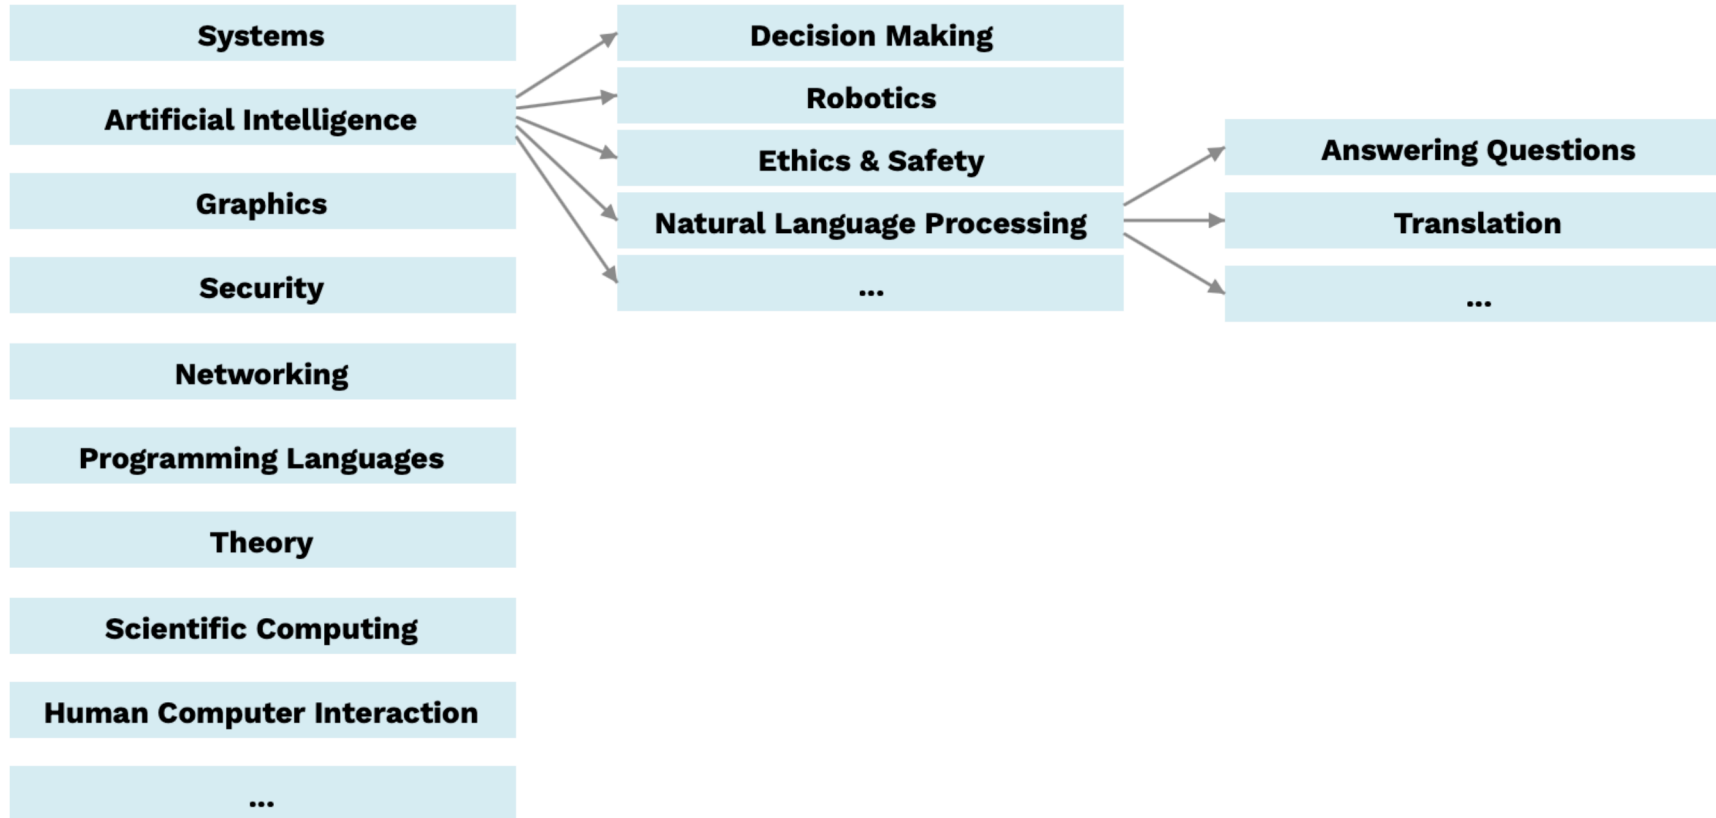 Systems
Artificial Intelligence
Graphics
Security
Networking
Programming Languages
Theory
Scientific Computing
Human Computer Interaction
...
Decision Making
Robotics
Ethics & Safety
Natural Language Processing
...
Answering Questions
Translation
...